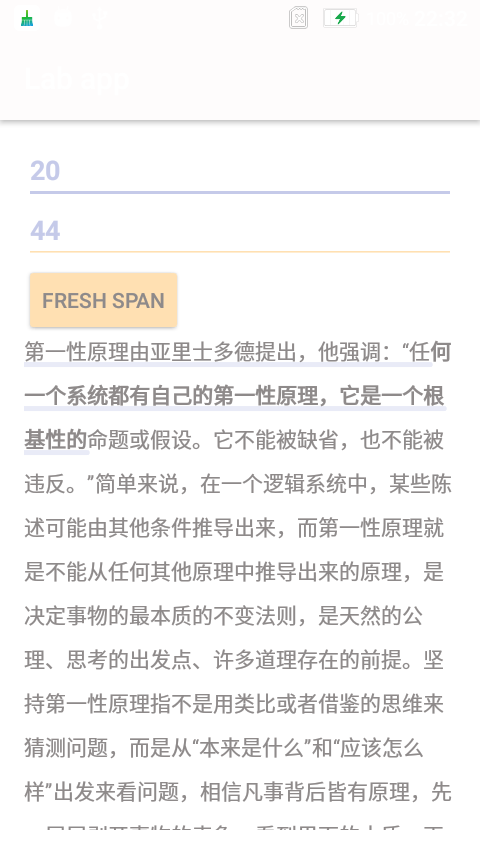 Lab app
20
44
FRESH SPAN
第一性原理由亚里士多德提出，他强调：“任何
一个系统都有自己的第一性原理，它是一个根
基性的命题或假设。它不能被缺省，也不能被
违反。”简单来说，在一个逻辑系统中，某些陈
述可能由其他条件推导出来，而第一性原理就
是不能从任何其他原理中推导出来的原理，是
决定事物的最本质的不变法则，是天然的公
理、思考的出发点、许多道理存在的前提。坚
持第一性原理指不是用类比或者借鉴的思维来
猜测问题，而是从“本来是什么”和“应该怎么
样”出发来看问题，相信凡事背后皆有原理，先